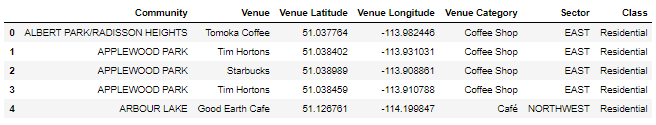 Community Venue Venue Latitude Venue Longitude Venue Category Sector Class
0 ALBERT PARK/RADISSON HEIGHTS Tomoka Coffee 51.037764 -113.982446 Coffee Shop EAST Residential
1 APPLEWOOD PARK Tim Hortons 51.038402 -113.931031 Coffee Shop EAST Residential
2 APPLEWOOD PARK Starbucks 51.038989 -113.908861 Coffee Shop EAST Residential
3 APPLEWOOD PARK Tim Hortons 51.038459 -113.910788 Coffee Shop EAST Residential
4 ARBOUR LAKE Good Earth Cafe 51.126761 -114.199847 Café NORTHWEST Residential